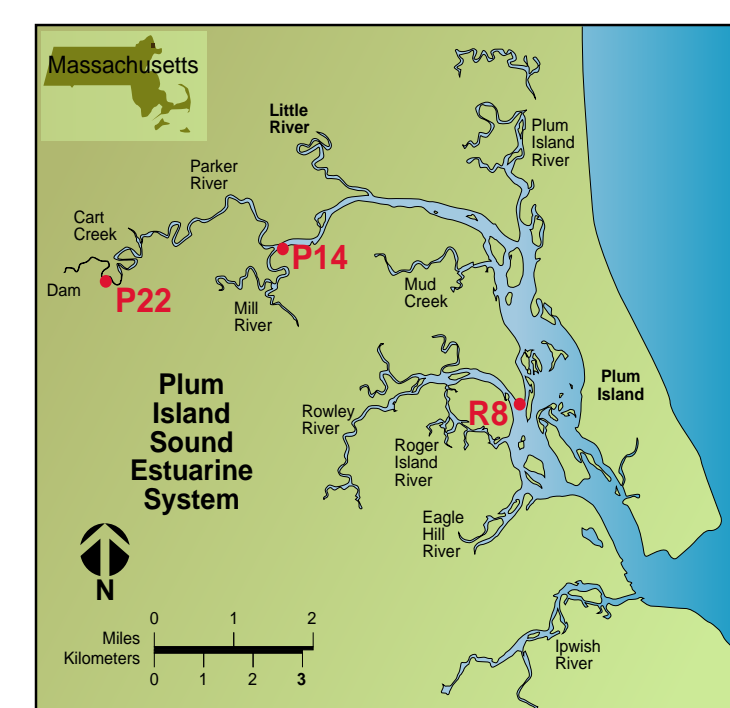 Massachusetts
Little
River
Plum
Island
River
Parker
River
Cart
Creek
P14
Dam
P22
Mill
River
Mud
Creek
Plum
Island
Sound
Estuarine
System
Plum
Island
Rowley
River
R8
Roger
Island
River
Eagle
Hill
River
N
0 1 2
Miles
Kilometers
0 1 2 3
Ipwish
River